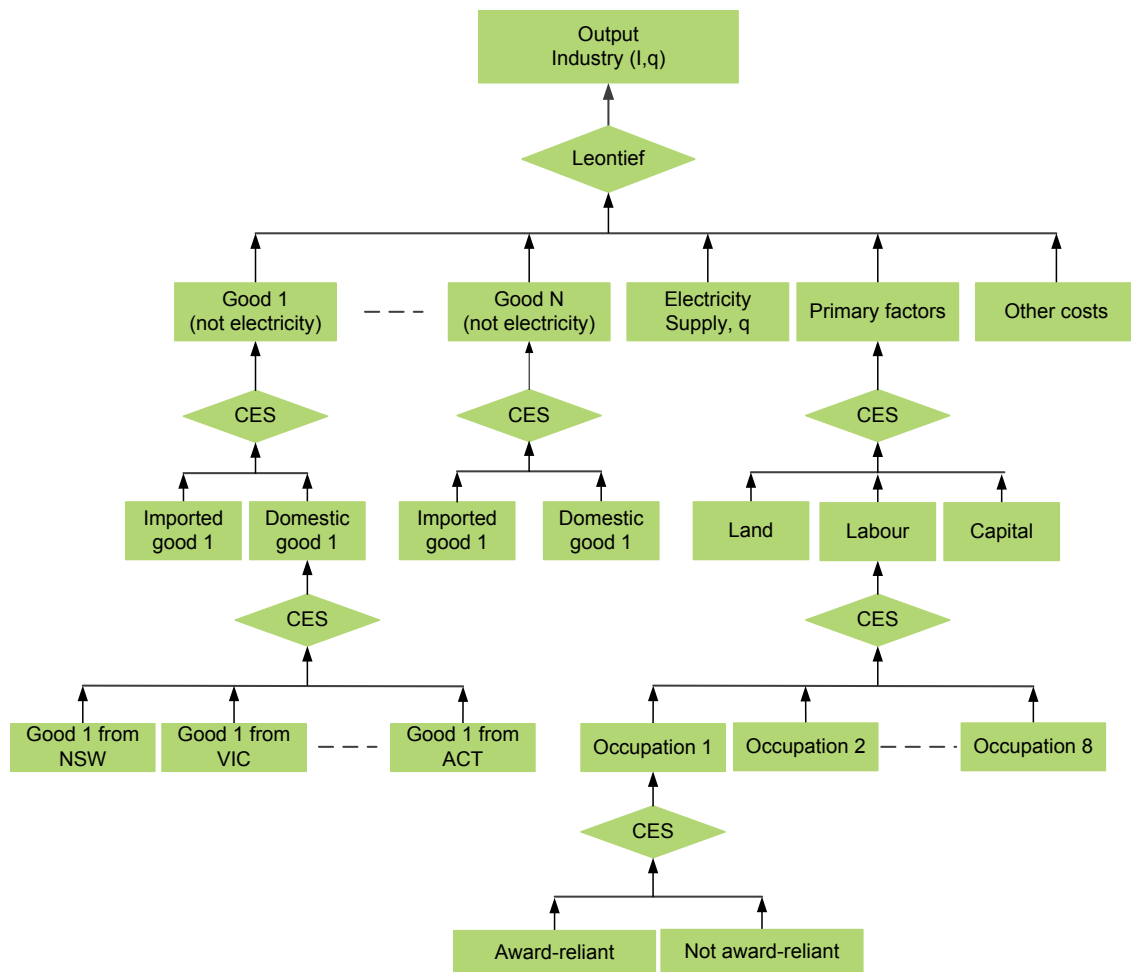 Output
Industry (I,q)
Leontief
Good 1
(not electricity)
Good N
(not electricity)
Electricity
Supply, q
Primary factors
Other costs
CES
CES
CES
Imported
good 1
Domestic
good 1
Imported
good 1
Domestic
good 1
Land
Labour
Capital
CES
CES
Good 1 from
NSW
Good 1 from
VIC
Good 1 from
ACT
Occupation 1
Occupation 2
Occupation 8
CES
Award-reliant
Not award-reliant